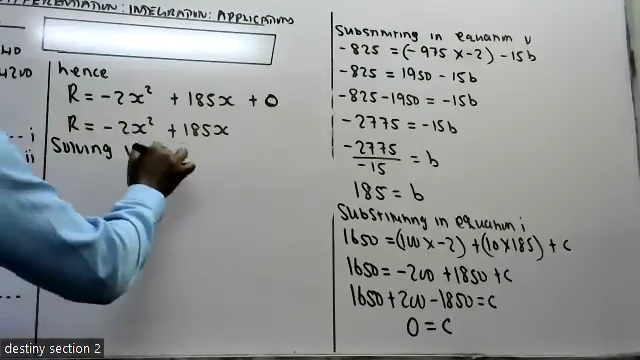 DIFFERENTIATION: INTEGRATION: APPLICATIONS
hence
R = -2x² + 185x + 0
R = -2x² + 185x
Solving
ii
Substituting in equation v
-825 = (-975 x -2) - 15b
-825 = 1950 - 15b
-825 - 1950 = -15b
-2775 = -15b
-2775
-15
= b
185 = b
Substituting in equation i
1650 = (100 x -2) + (10 x 185) + c
1650 = -200 + 1850 + c
1650 + 200 - 1850 = c
0 = c
destiny section 2